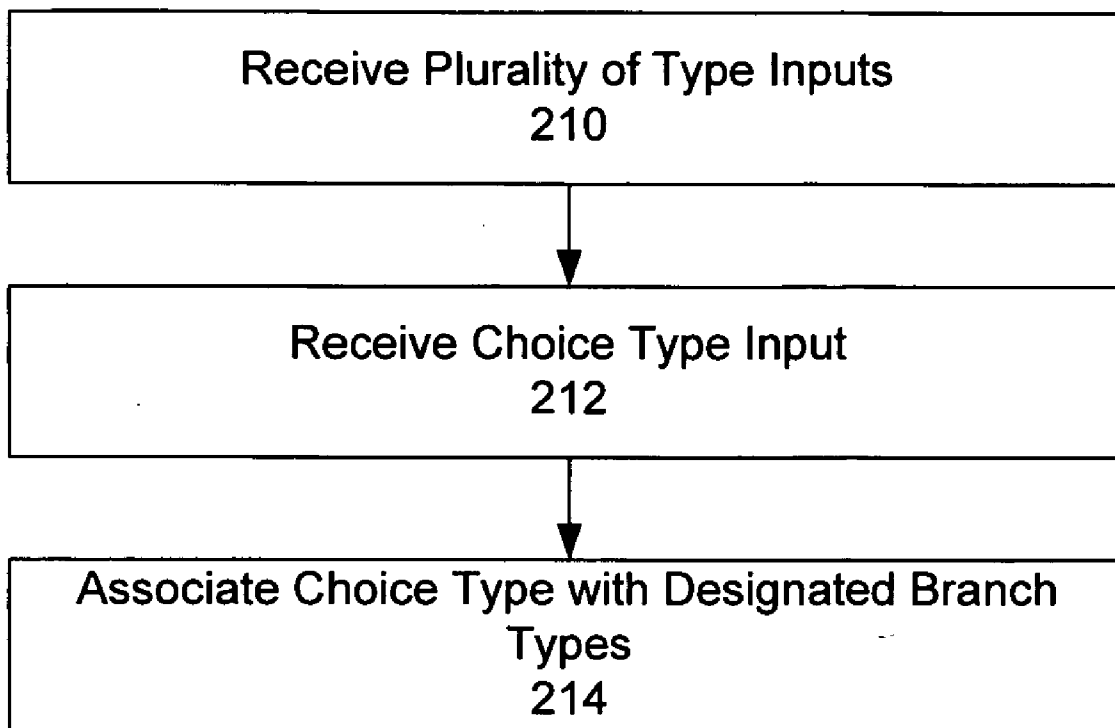 Receive Plurality of Type Inputs
210
Receive Choice Type Input
212
Associate Choice Type with Designated Branch
Types
214